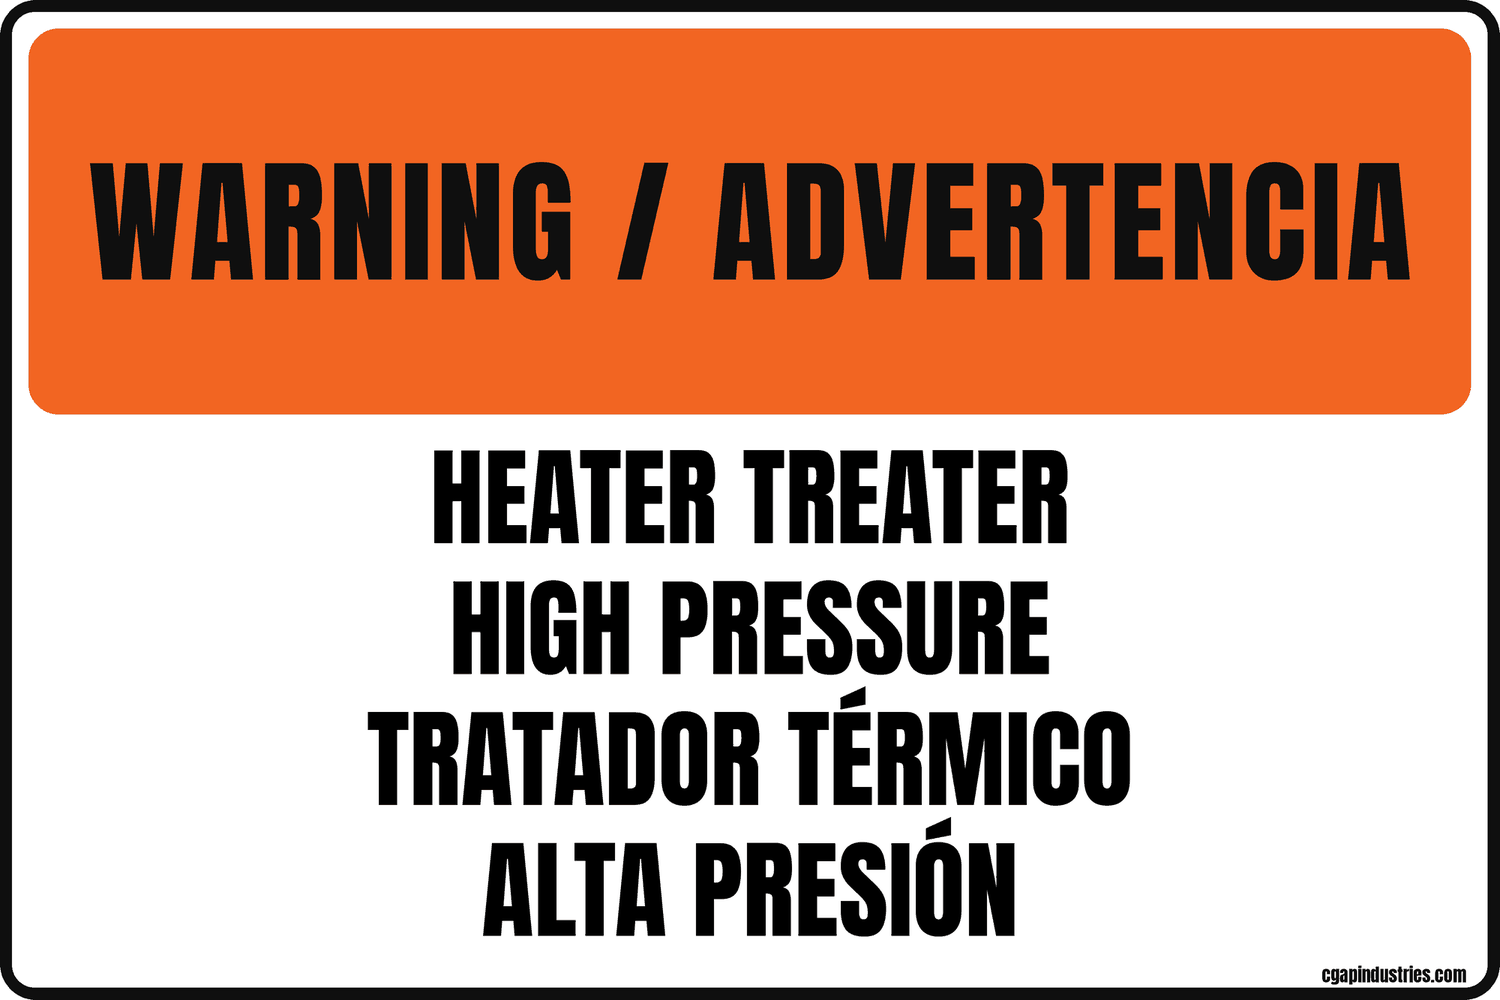 WARNING / ADVERTENCIA
HEATER TREATER
HIGH PRESSURE
TRATADOR TÉRMICO
ALTA PRESIÓN
cgapindustries.com